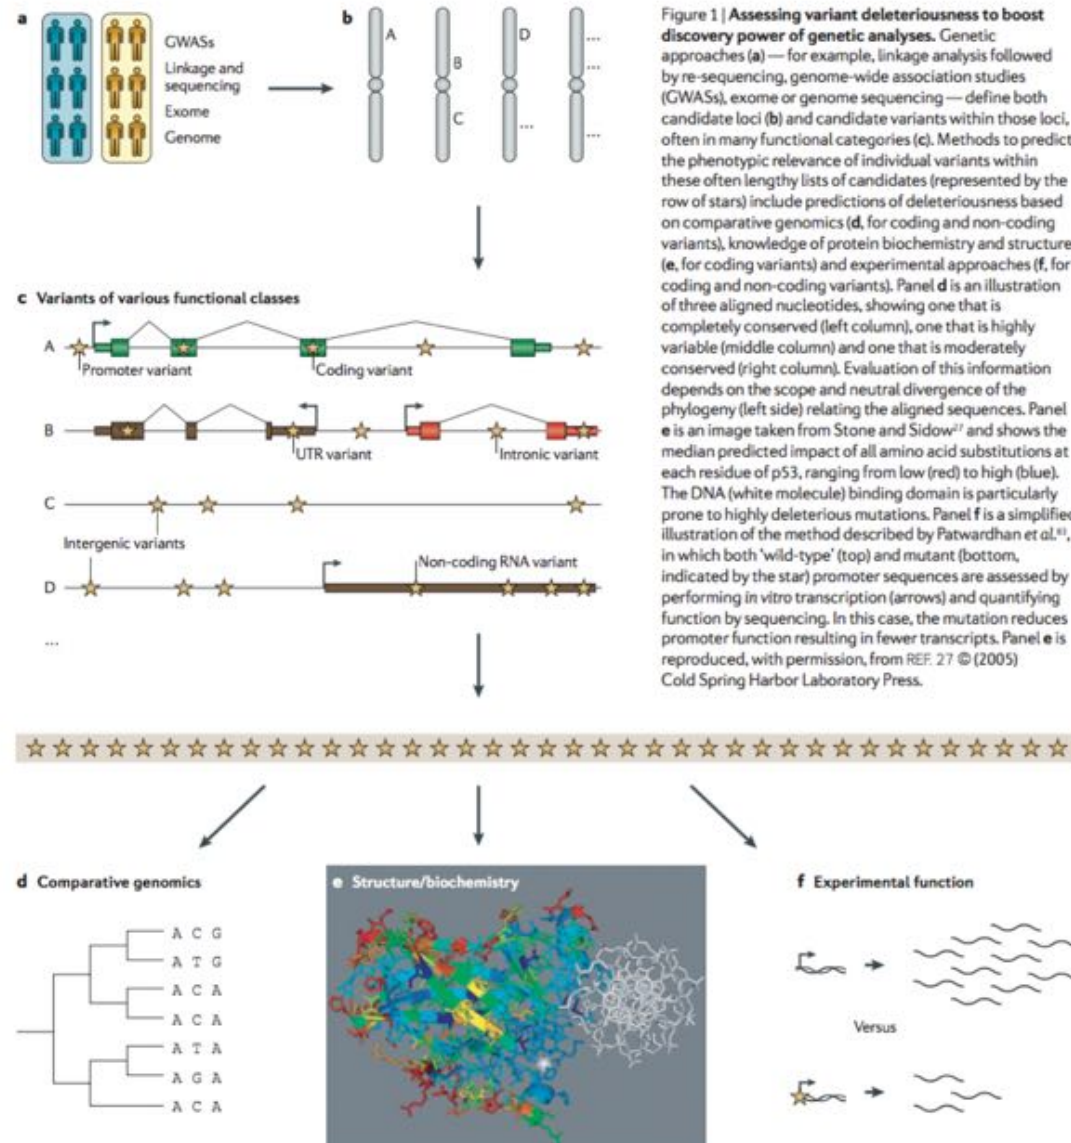 a
GWASs
Linkage and
sequencing
Exome
Genome
b
A
B
C
D
...
...
...
...
Figure 1 | Assessing variant deleteriousness to boost
discovery power of genetic analyses. Genetic
approaches (a) — for example, linkage analysis followed
by re-sequencing, genome-wide association studies
(GWASs), exome or genome sequencing — define both
candidate loci (b) and candidate variants within those loci,
often in many functional categories (c). Methods to predict
the phenotypic relevance of individual variants within
these often lengthy lists of candidates (represented by the
row of stars) include predictions of deleteriousness based
on comparative genomics (d, for coding and non-coding
variants), knowledge of protein biochemistry and structure
(e, for coding variants) and experimental approaches (f, for
coding and non-coding variants). Panel d is an illustration
of three aligned nucleotides, showing one that is
completely conserved (left column), one that is highly
variable (middle column) and one that is moderately
conserved (right column). Evaluation of this information
depends on the scope and neutral divergence of the
phylogeny (left side) relating the aligned sequences. Panel
e is an image taken from Stone and Sidow27 and shows the
median predicted impact of all amino acid substitutions at
each residue of p53, ranging from low (red) to high (blue).
The DNA (white molecule) binding domain is particularly
prone to highly deleterious mutations. Panel f is a simplified
illustration of the method described by Patwardhan et al.,
in which both 'wild-type' (top) and mutant (bottom,
indicated by the star) promoter sequences are assessed by
performing in vitro transcription (arrows) and quantifying
function by sequencing. In this case, the mutation reduces
promoter function resulting in fewer transcripts. Panel e is
reproduced, with permission, from REF. 27 © (2005)
Cold Spring Harbor Laboratory Press.
c Variants of various functional classes
A
Promoter variant
Coding variant
B
UTR variant
Intronic variant
C
Intergenic variants
Non-coding RNA variant
D
...
d Comparative genomics
A C G
A T G
A C A
A C A
A T A
A G A
A C A
e Structure/biochemistry
f Experimental function
Versus